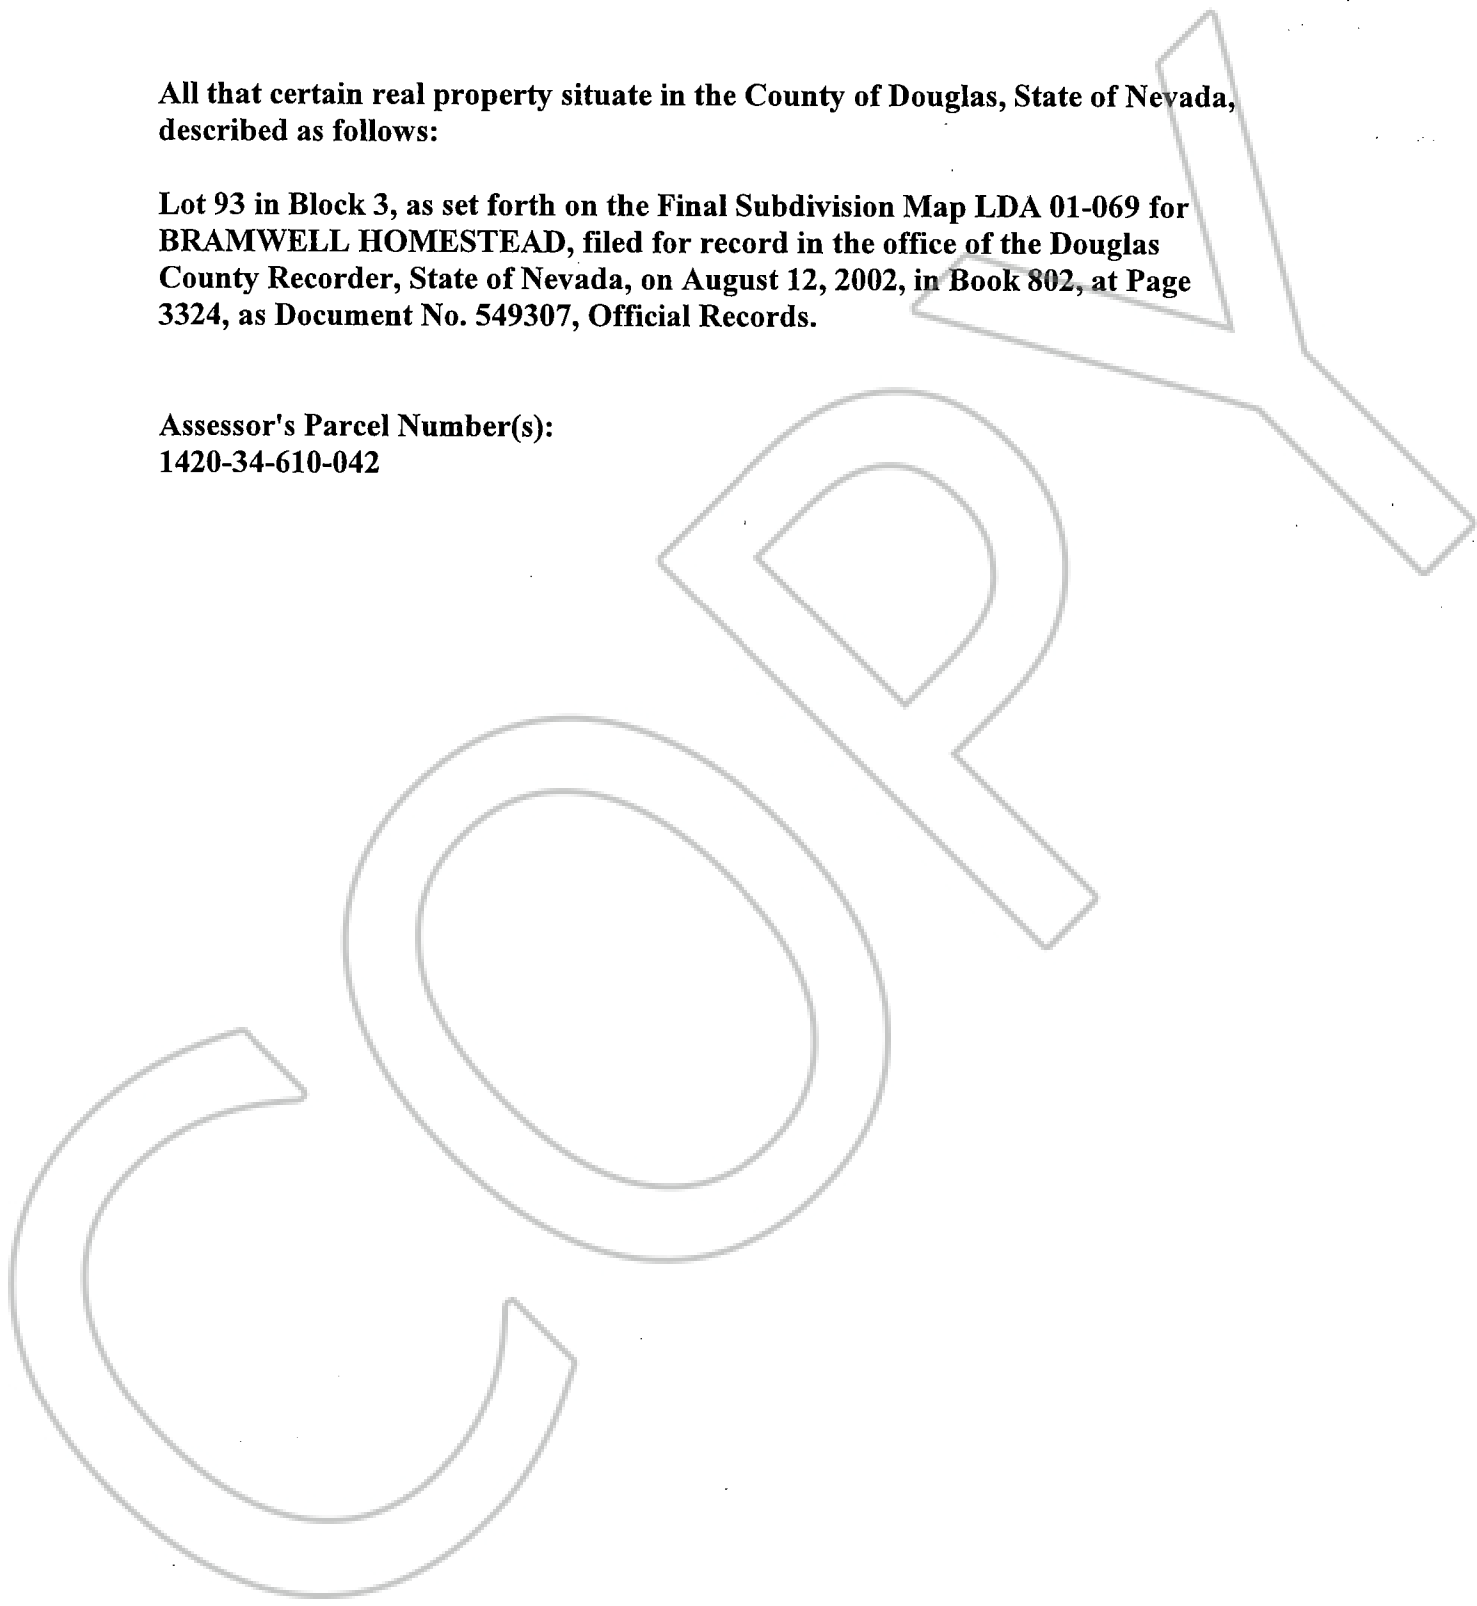 All that certain real property situate in the County of Douglas, State of Nevada,
described as follows:
Lot 93 in Block 3, as set forth on the Final Subdivision Map LDA 01-069 for
BRAMWELL HOMESTEAD, filed for record in the office of the Douglas
County Recorder, State of Nevada, on August 12, 2002, in Book 802, at Page
3324, as Document No. 549307, Official Records.
Assessor's Parcel Number(s):
1420-34-610-042
COPY